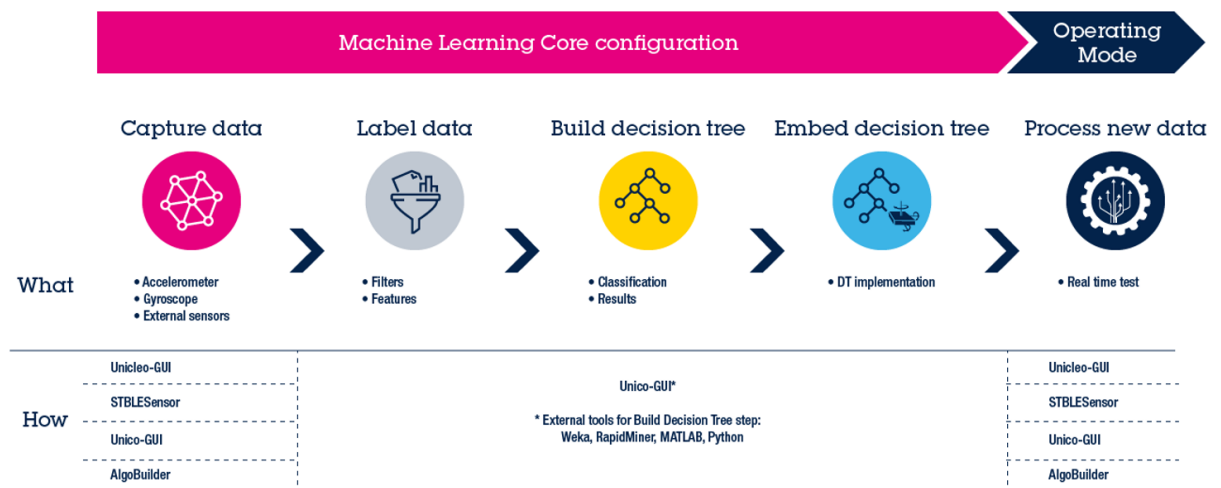 Machine Learning Core configuration
Operating
Mode
Capture data
Label data
Build decision tree
Embed decision tree
Process new data
What
• Accelerometer
• Gyroscope
• External sensors
• Filters
• Features
• Classification
• Results
• DT implementation
• Real time test
How
Unicleo-GUI
STBLESensor
Unico-GUI
AlgoBuilder
Unico-GUI*
* External tools for Build Decision Tree step:
Weka, RapidMiner, MATLAB, Python
Unicleo-GUI
STBLESensor
Unico-GUI
AlgoBuilder